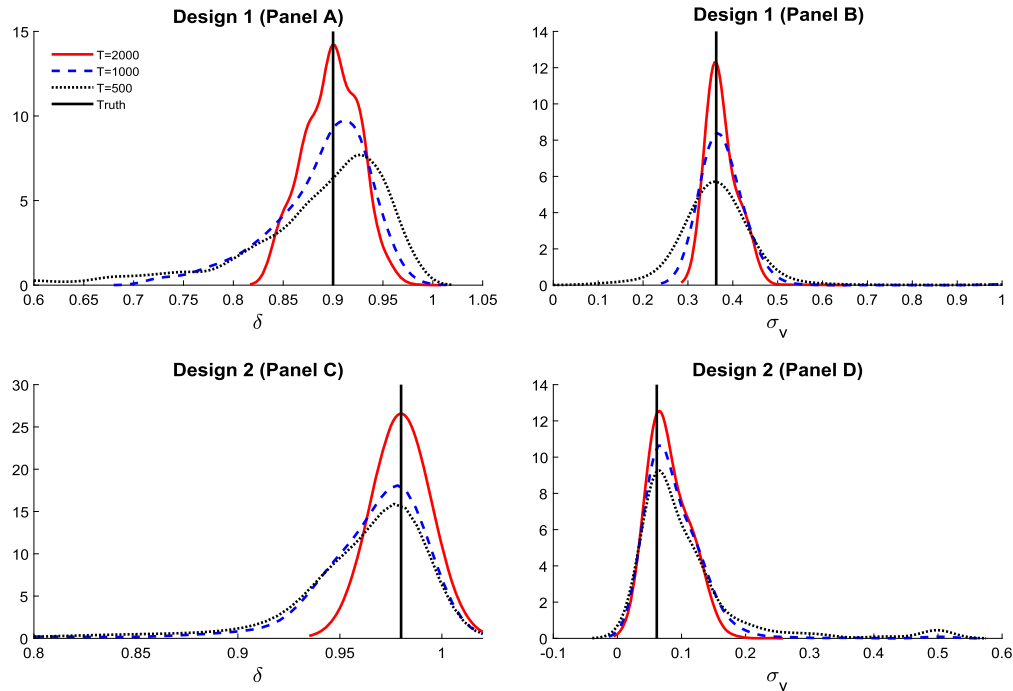 Design 1 (Panel A)
15
10
5
0
0.6 0.65 0.7 0.75 0.8 0.85 0.9 0.95 1 1.05
δ
T=2000
T=1000
T=500
Truth
Design 1 (Panel B)
14
12
10
8
6
4
2
0
0 0.1 0.2 0.3 0.4 0.5 0.6 0.7 0.8 0.9 1
σv
Design 2 (Panel C)
30
25
20
15
10
5
0
0.8 0.85 0.9 0.95 1
δ
Design 2 (Panel D)
14
12
10
8
6
4
2
0
-0.1 0 0.1 0.2 0.3 0.4 0.5 0.6
σv